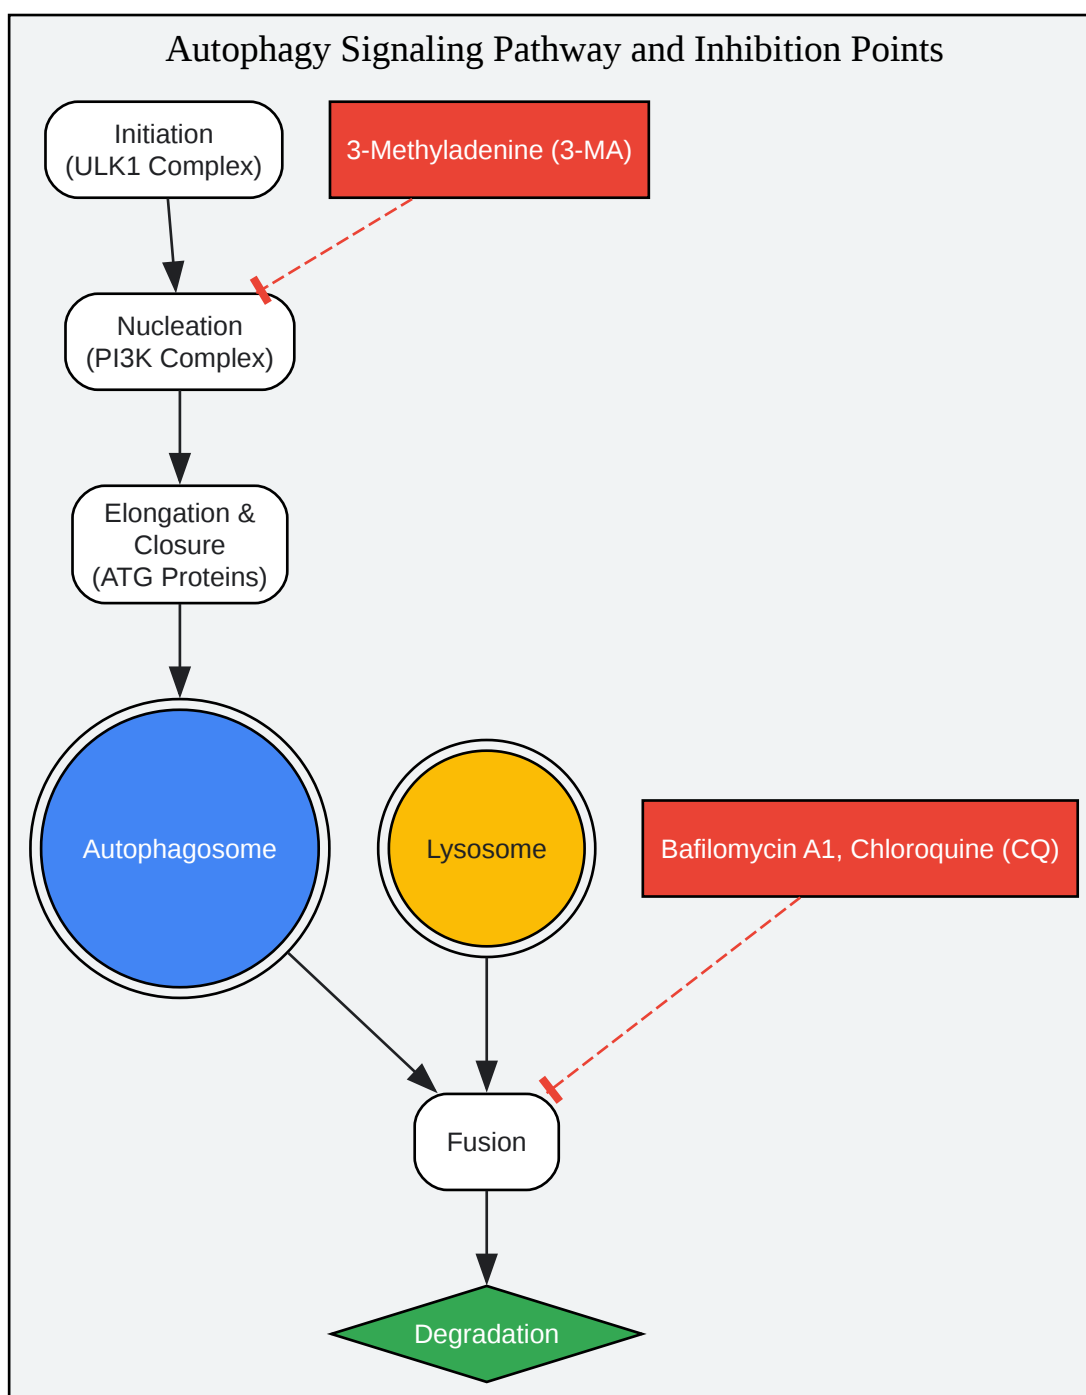 Autophagy Signaling Pathway and Inhibition Points
Initiation
(ULK1 Complex)
3-Methyladenine (3-MA)
Nucleation
(PI3K Complex)
Elongation &
Closure
(ATG Proteins)
Autophagosome
Lysosome
Bafilomycin A1, Chloroquine (CQ)
Fusion
Degradation